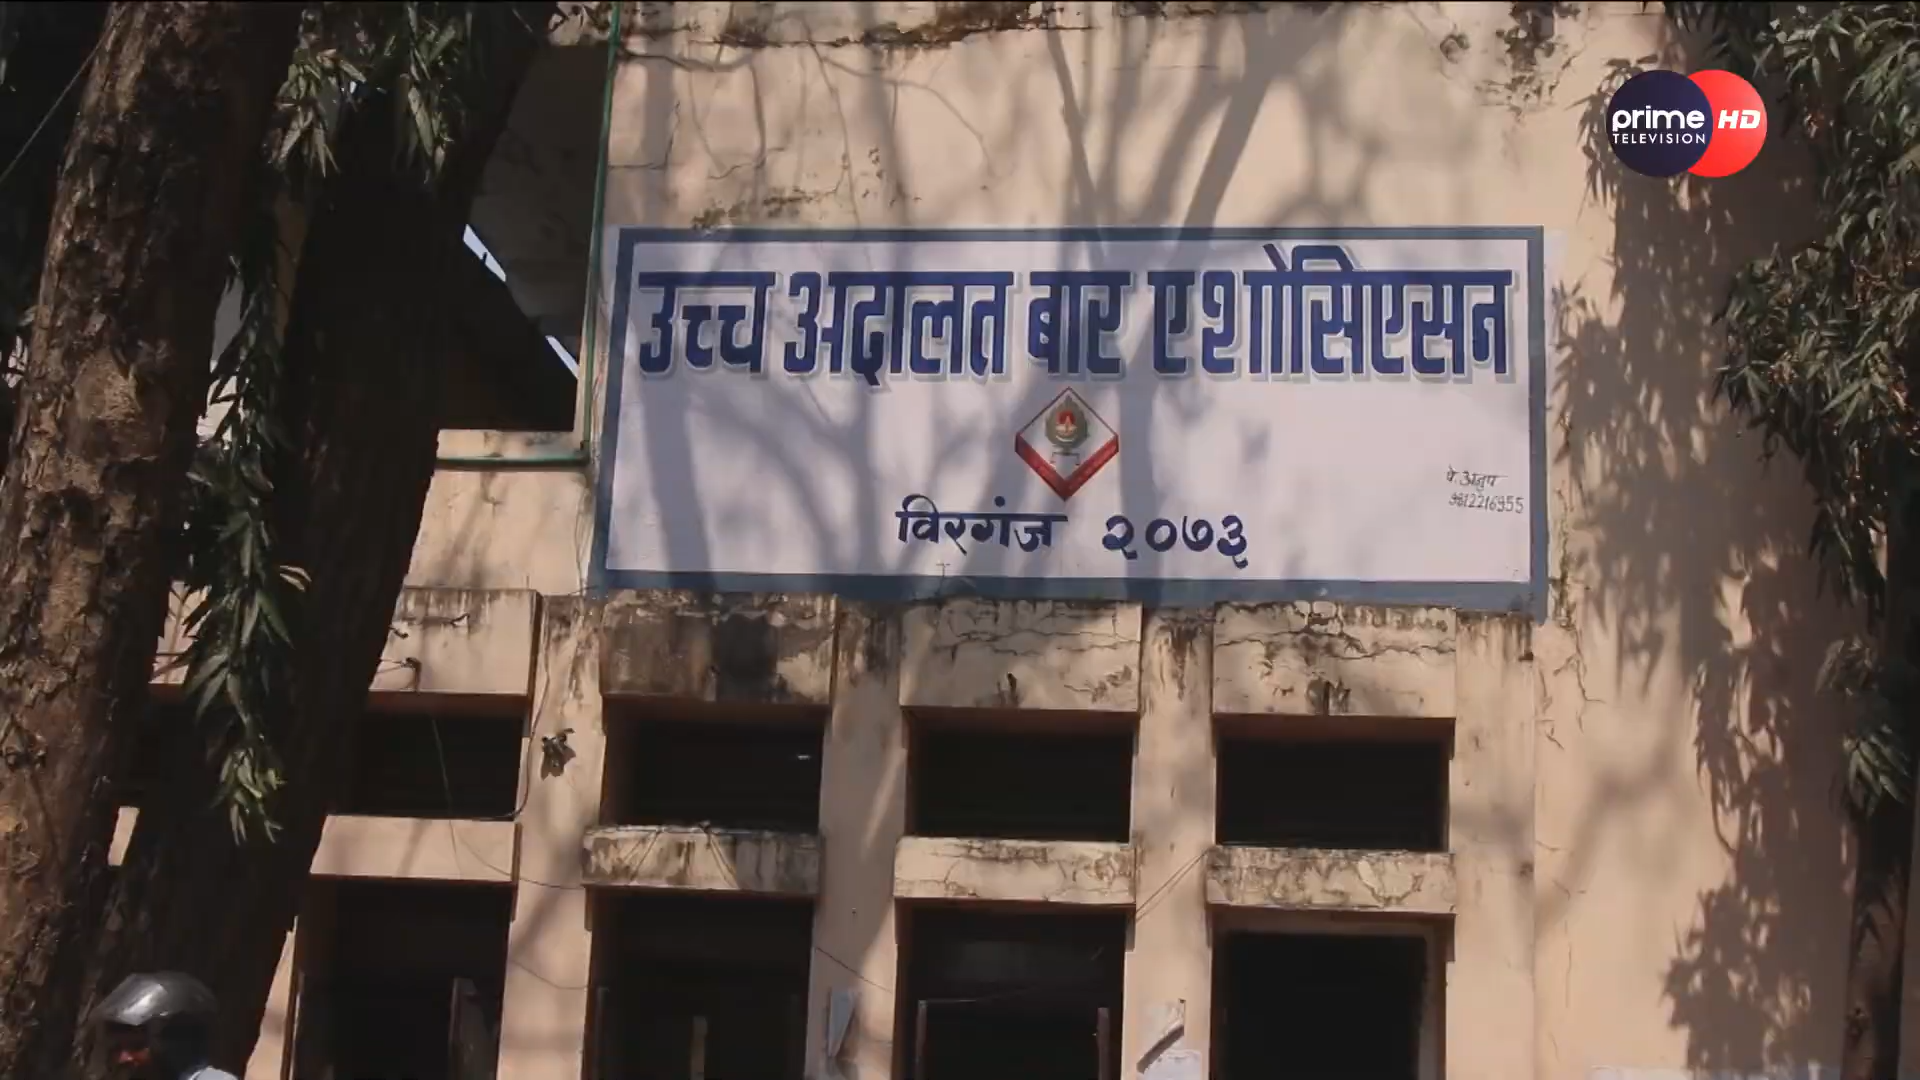 prime HD
TELEVISION
उच्च अदालत बार एशोसिएसन
विरगंज २०७३
पे. अनुप
9812216955